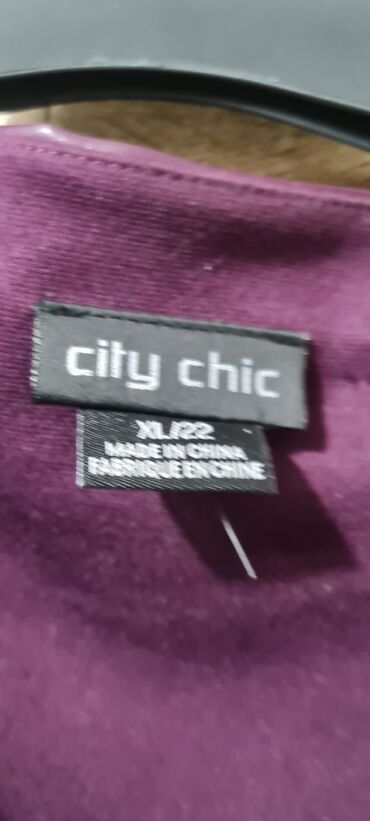 city chic
XL/22
MADE IN CHINA
FABRIQUE EN CHINE